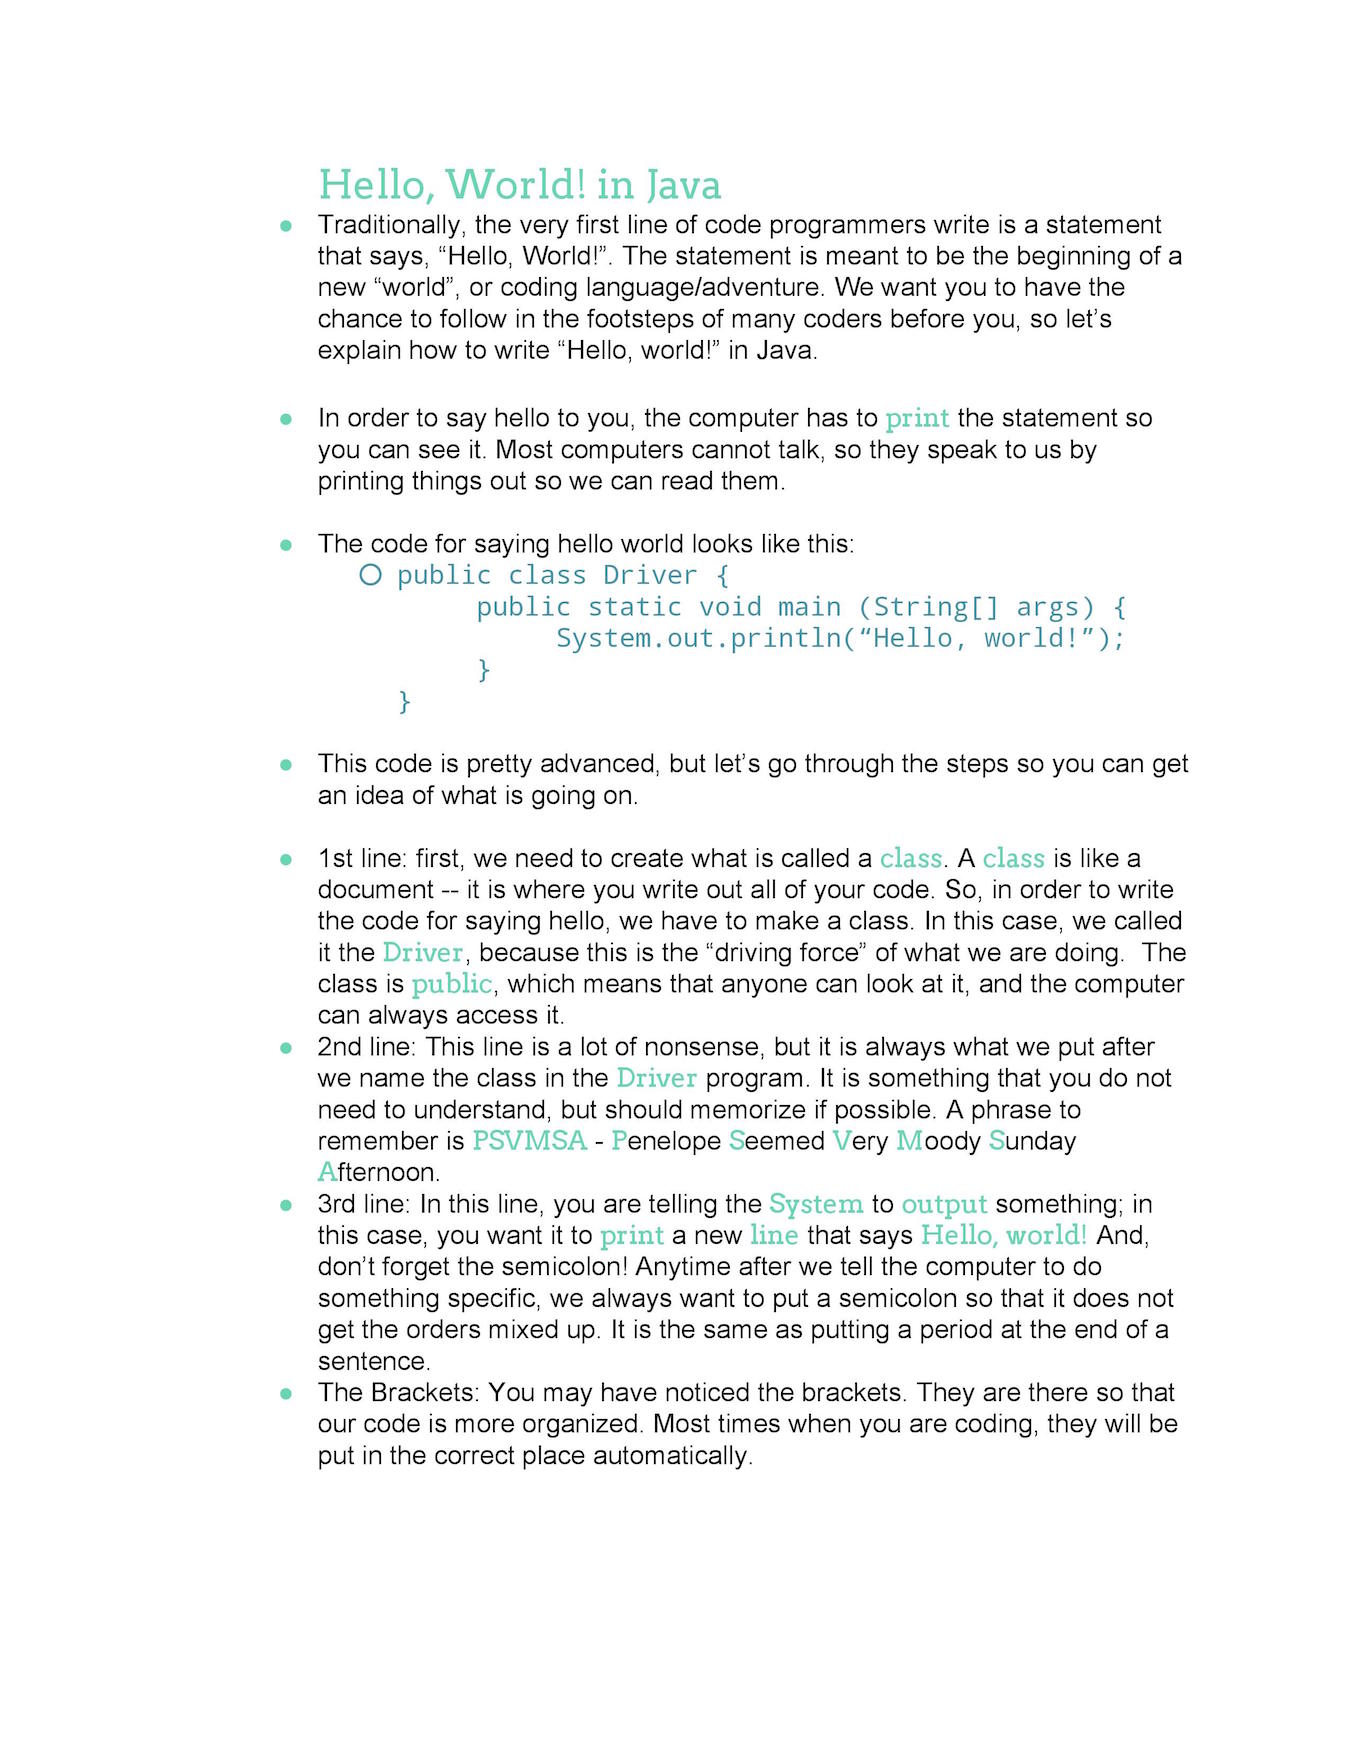 Hello, World! in Java
● Traditionally, the very first line of code programmers write is a statement
that says, “Hello, World!”. The statement is meant to be the beginning of a
new “world”, or coding language/adventure. We want you to have the
chance to follow in the footsteps of many coders before you, so let’s
explain how to write “Hello, world!” in Java.
● In order to say hello to you, the computer has to print the statement so
you can see it. Most computers cannot talk, so they speak to us by
printing things out so we can read them.
● The code for saying hello world looks like this:
○ public class Driver {
public static void main (String[] args) {
System.out.println(“Hello, world!”);
}
}
● This code is pretty advanced, but let’s go through the steps so you can get
an idea of what is going on.
● 1st line: first, we need to create what is called a class. A class is like a
document -- it is where you write out all of your code. So, in order to write
the code for saying hello, we have to make a class. In this case, we called
it the Driver, because this is the “driving force” of what we are doing.  The
class is public, which means that anyone can look at it, and the computer
can always access it.
● 2nd line: This line is a lot of nonsense, but it is always what we put after
we name the class in the Driver program. It is something that you do not
need to understand, but should memorize if possible. A phrase to
remember is PSVMSA - Penelope Seemed Very Moody Sunday
Afternoon.
● 3rd line: In this line, you are telling the System to output something; in
this case, you want it to print a new line that says Hello, world! And,
don’t forget the semicolon! Anytime after we tell the computer to do
something specific, we always want to put a semicolon so that it does not
get the orders mixed up. It is the same as putting a period at the end of a
sentence.
● The Brackets: You may have noticed the brackets. They are there so that
our code is more organized. Most times when you are coding, they will be
put in the correct place automatically.